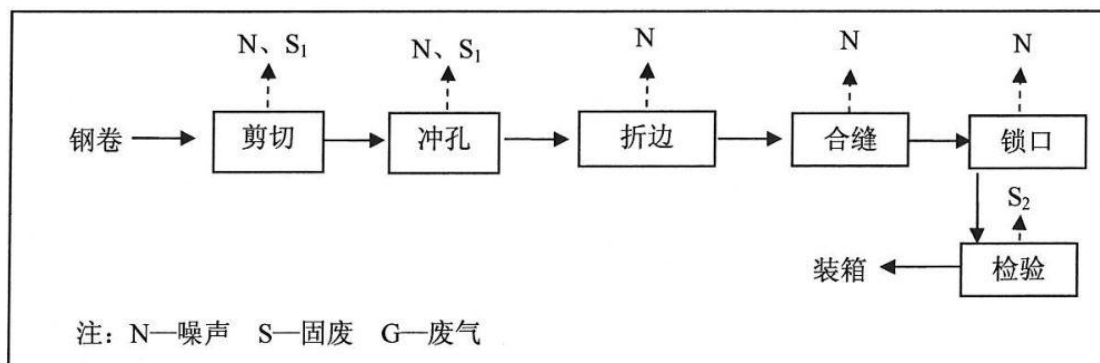 N、S₁
N、S₁
N
N
N
钢卷
剪切
冲孔
折边
合缝
锁口
S₂
装箱
检验
注：N—噪声 S—固废 G—废气